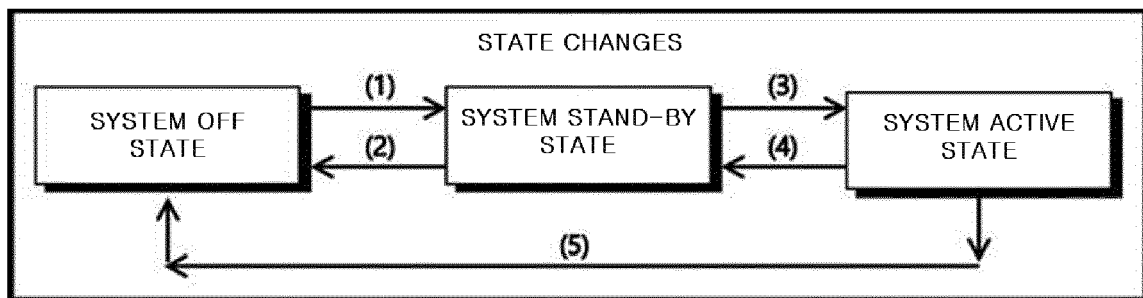 STATE CHANGES
(1)
(3)
SYSTEM OFF
STATE
SYSTEM STAND-BY
STATE
SYSTEM ACTIVE
STATE
(2)
(4)
(5)